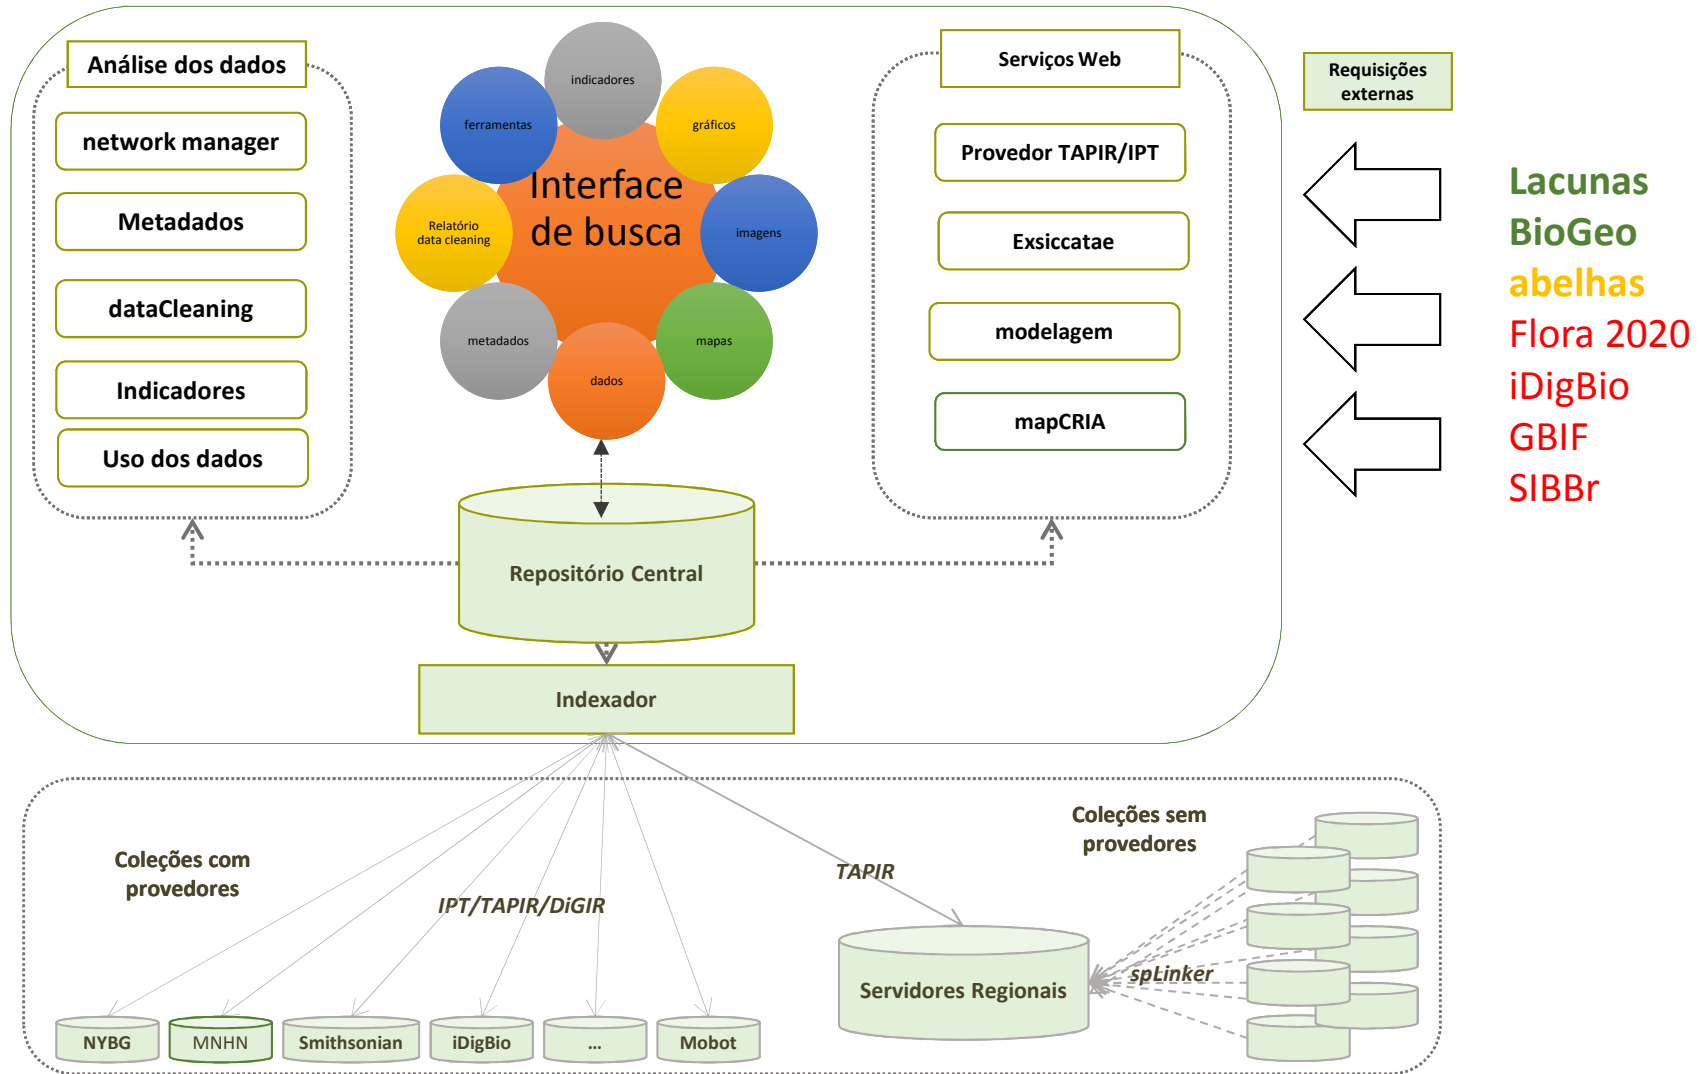 Análise dos dados
network manager
Metadados
dataCleaning
Indicadores
Uso dos dados
indicadores
ferramentas
gráficos
Interface
de busca
Relatório
data cleaning
imagens
metadados
mapas
dados
Serviços Web
Provedor TAPIR/IPT
Exsiccatae
modelagem
mapCRIA
Requisições
externas
Lacunas
BioGeo
abelhas
Flora 2020
iDigBio
GBIF
SIBBr
Repositório Central
Indexador
Coleções com
provedores
IPT/TAPIR/DiGIR
TAPIR
Coleções sem
provedores
spLinker
Servidores Regionais
NYBG
MNHN
Smithsonian
iDigBio
...
Mobot